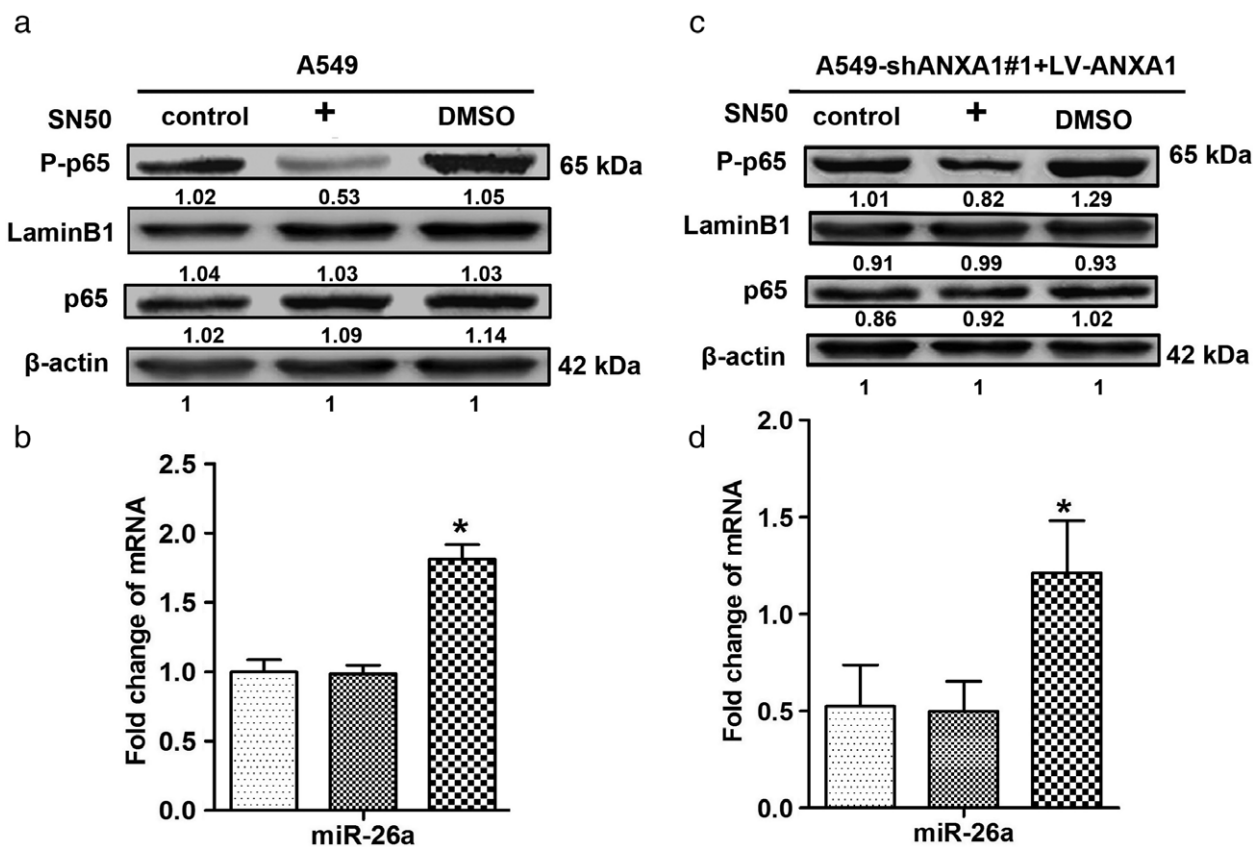 a
A549
SN50 control + DMSO
P-p65 65 kDa
1.02 0.53 1.05
LaminB1
1.04 1.03 1.03
p65
1.02 1.09 1.14
β-actin 42 kDa
1 1 1
c
A549-shANXA1#1+LV-ANXA1
SN50 control + DMSO
P-p65 65 kDa
1.01 0.82 1.29
LaminB1
0.91 0.99 0.93
p65
0.86 0.92 1.02
β-actin 42 kDa
1 1 1
b
Fold change of mRNA
2.5
2.0
1.5
1.0
0.5
0.0
*
miR-26a
d
Fold change of mRNA
2.0
1.5
1.0
0.5
0.0
*
miR-26a